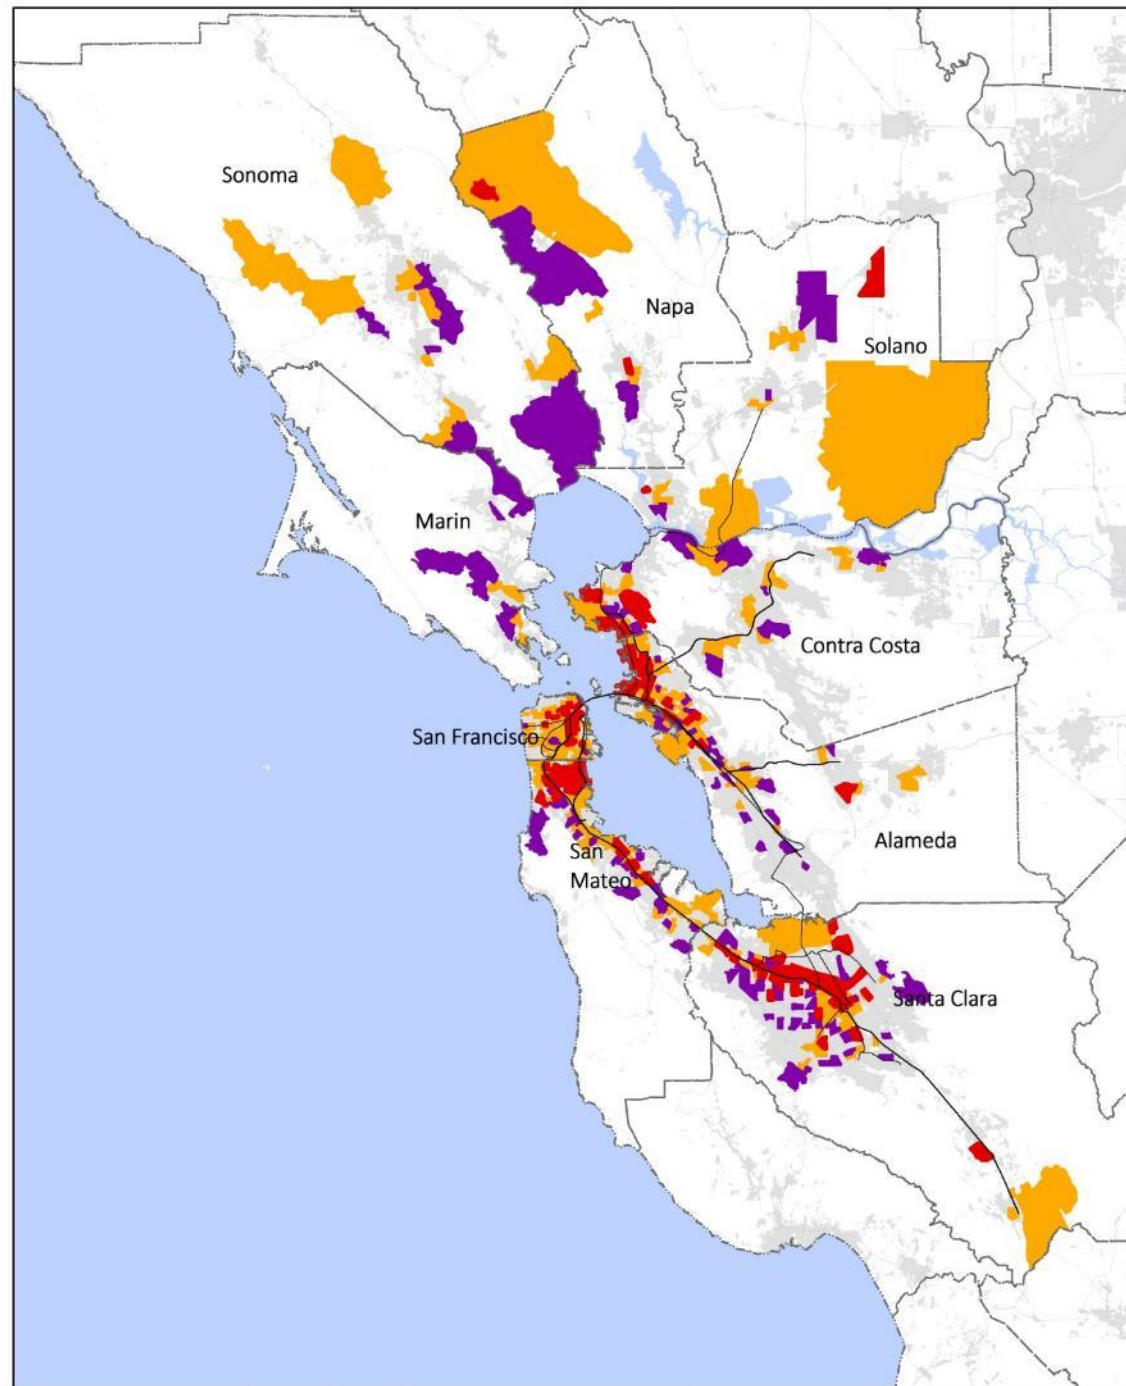 Sonoma
Napa
Solano
Marin
Contra Costa
San Francisco
Alameda
San
Mateo
Santa Clara